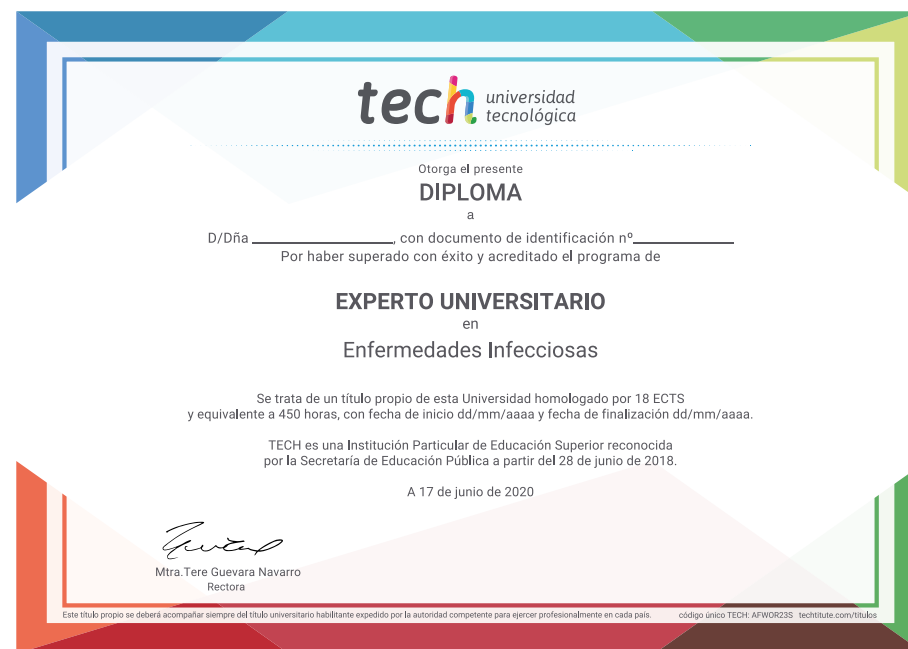 tech universidad
tecnológica
Otorga el presente
DIPLOMA
a
D/Dña ____________, con documento de identificación nº____________
Por haber superado con éxito y acreditado el programa de
EXPERTO UNIVERSITARIO
en
Enfermedades Infecciosas
Se trata de un título propio de esta Universidad homologado por 18 ECTS
y equivalente a 450 horas, con fecha de inicio dd/mm/aaaa y fecha de finalización dd/mm/aaaa.
TECH es una Institución Particular de Educación Superior reconocida
por la Secretaría de Educación Pública a partir del 28 de junio de 2018.
A 17 de junio de 2020
Mtra.Tere Guevara Navarro
Rectora
Este título propio se deberá acompañar siempre del título universitario habilitante expedido por la autoridad competente para ejercer profesionalmente en cada país. código único TECH: AFWOR23S techtitute.com/titulos